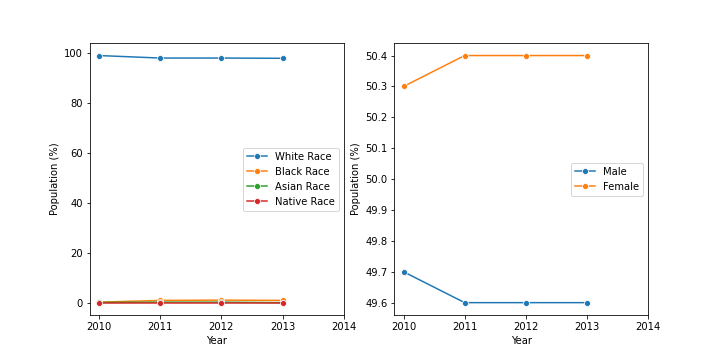 100
80
60
40
20
0
Population (%)
White Race
Black Race
Asian Race
Native Race
2010 2011 2012 2013 2014
Year
50.4
50.3
50.2
50.1
50.0
49.9
49.8
49.7
49.6
Population (%)
Male
Female
2010 2011 2012 2013 2014
Year